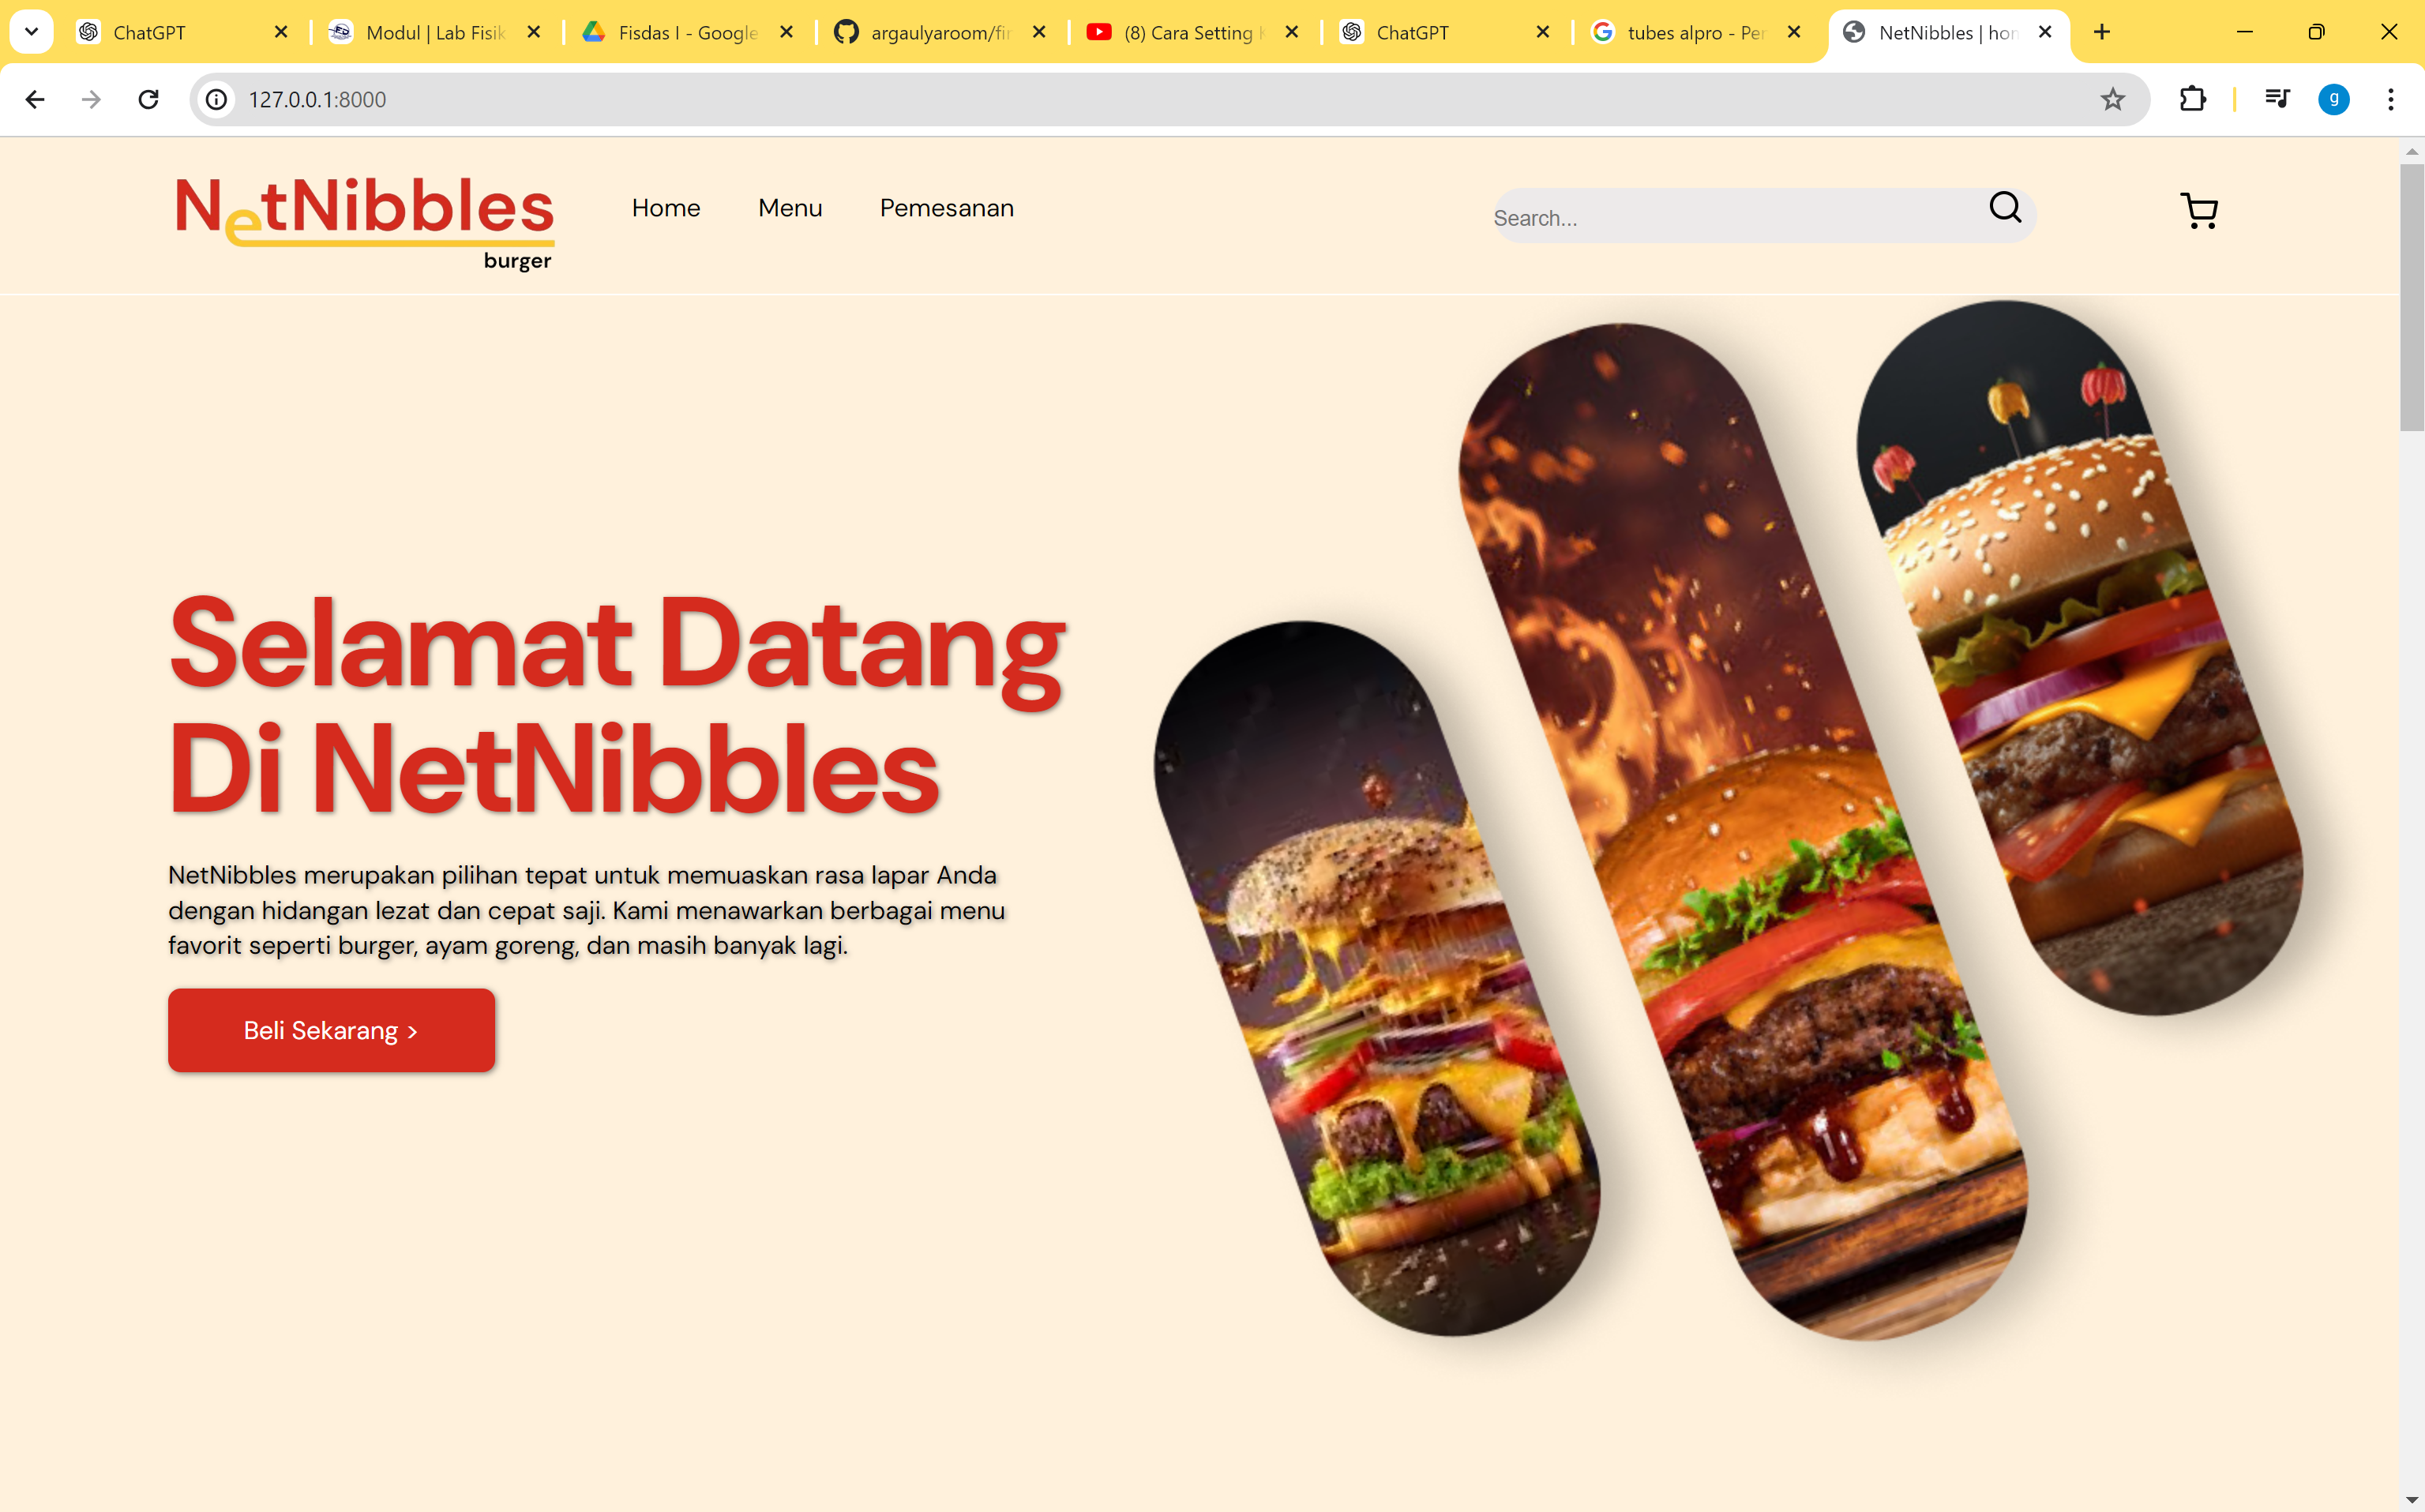 ChatGPT
Modul | Lab Fisik
Fisdas I - Google
argaulyaroom/fi
(8) Cara Setting
ChatGPT
tubes alpro - Per
NetNibbles | hom
127.0.0.1:8000
g
NetNibbles
burger
Home
Menu
Pemesanan
Search...
Selamat Datang
Di NetNibbles
NetNibbles merupakan pilihan tepat untuk memuaskan rasa lapar Anda
dengan hidangan lezat dan cepat saji. Kami menawarkan berbagai menu
favorit seperti burger, ayam goreng, dan masih banyak lagi.
Beli Sekarang >